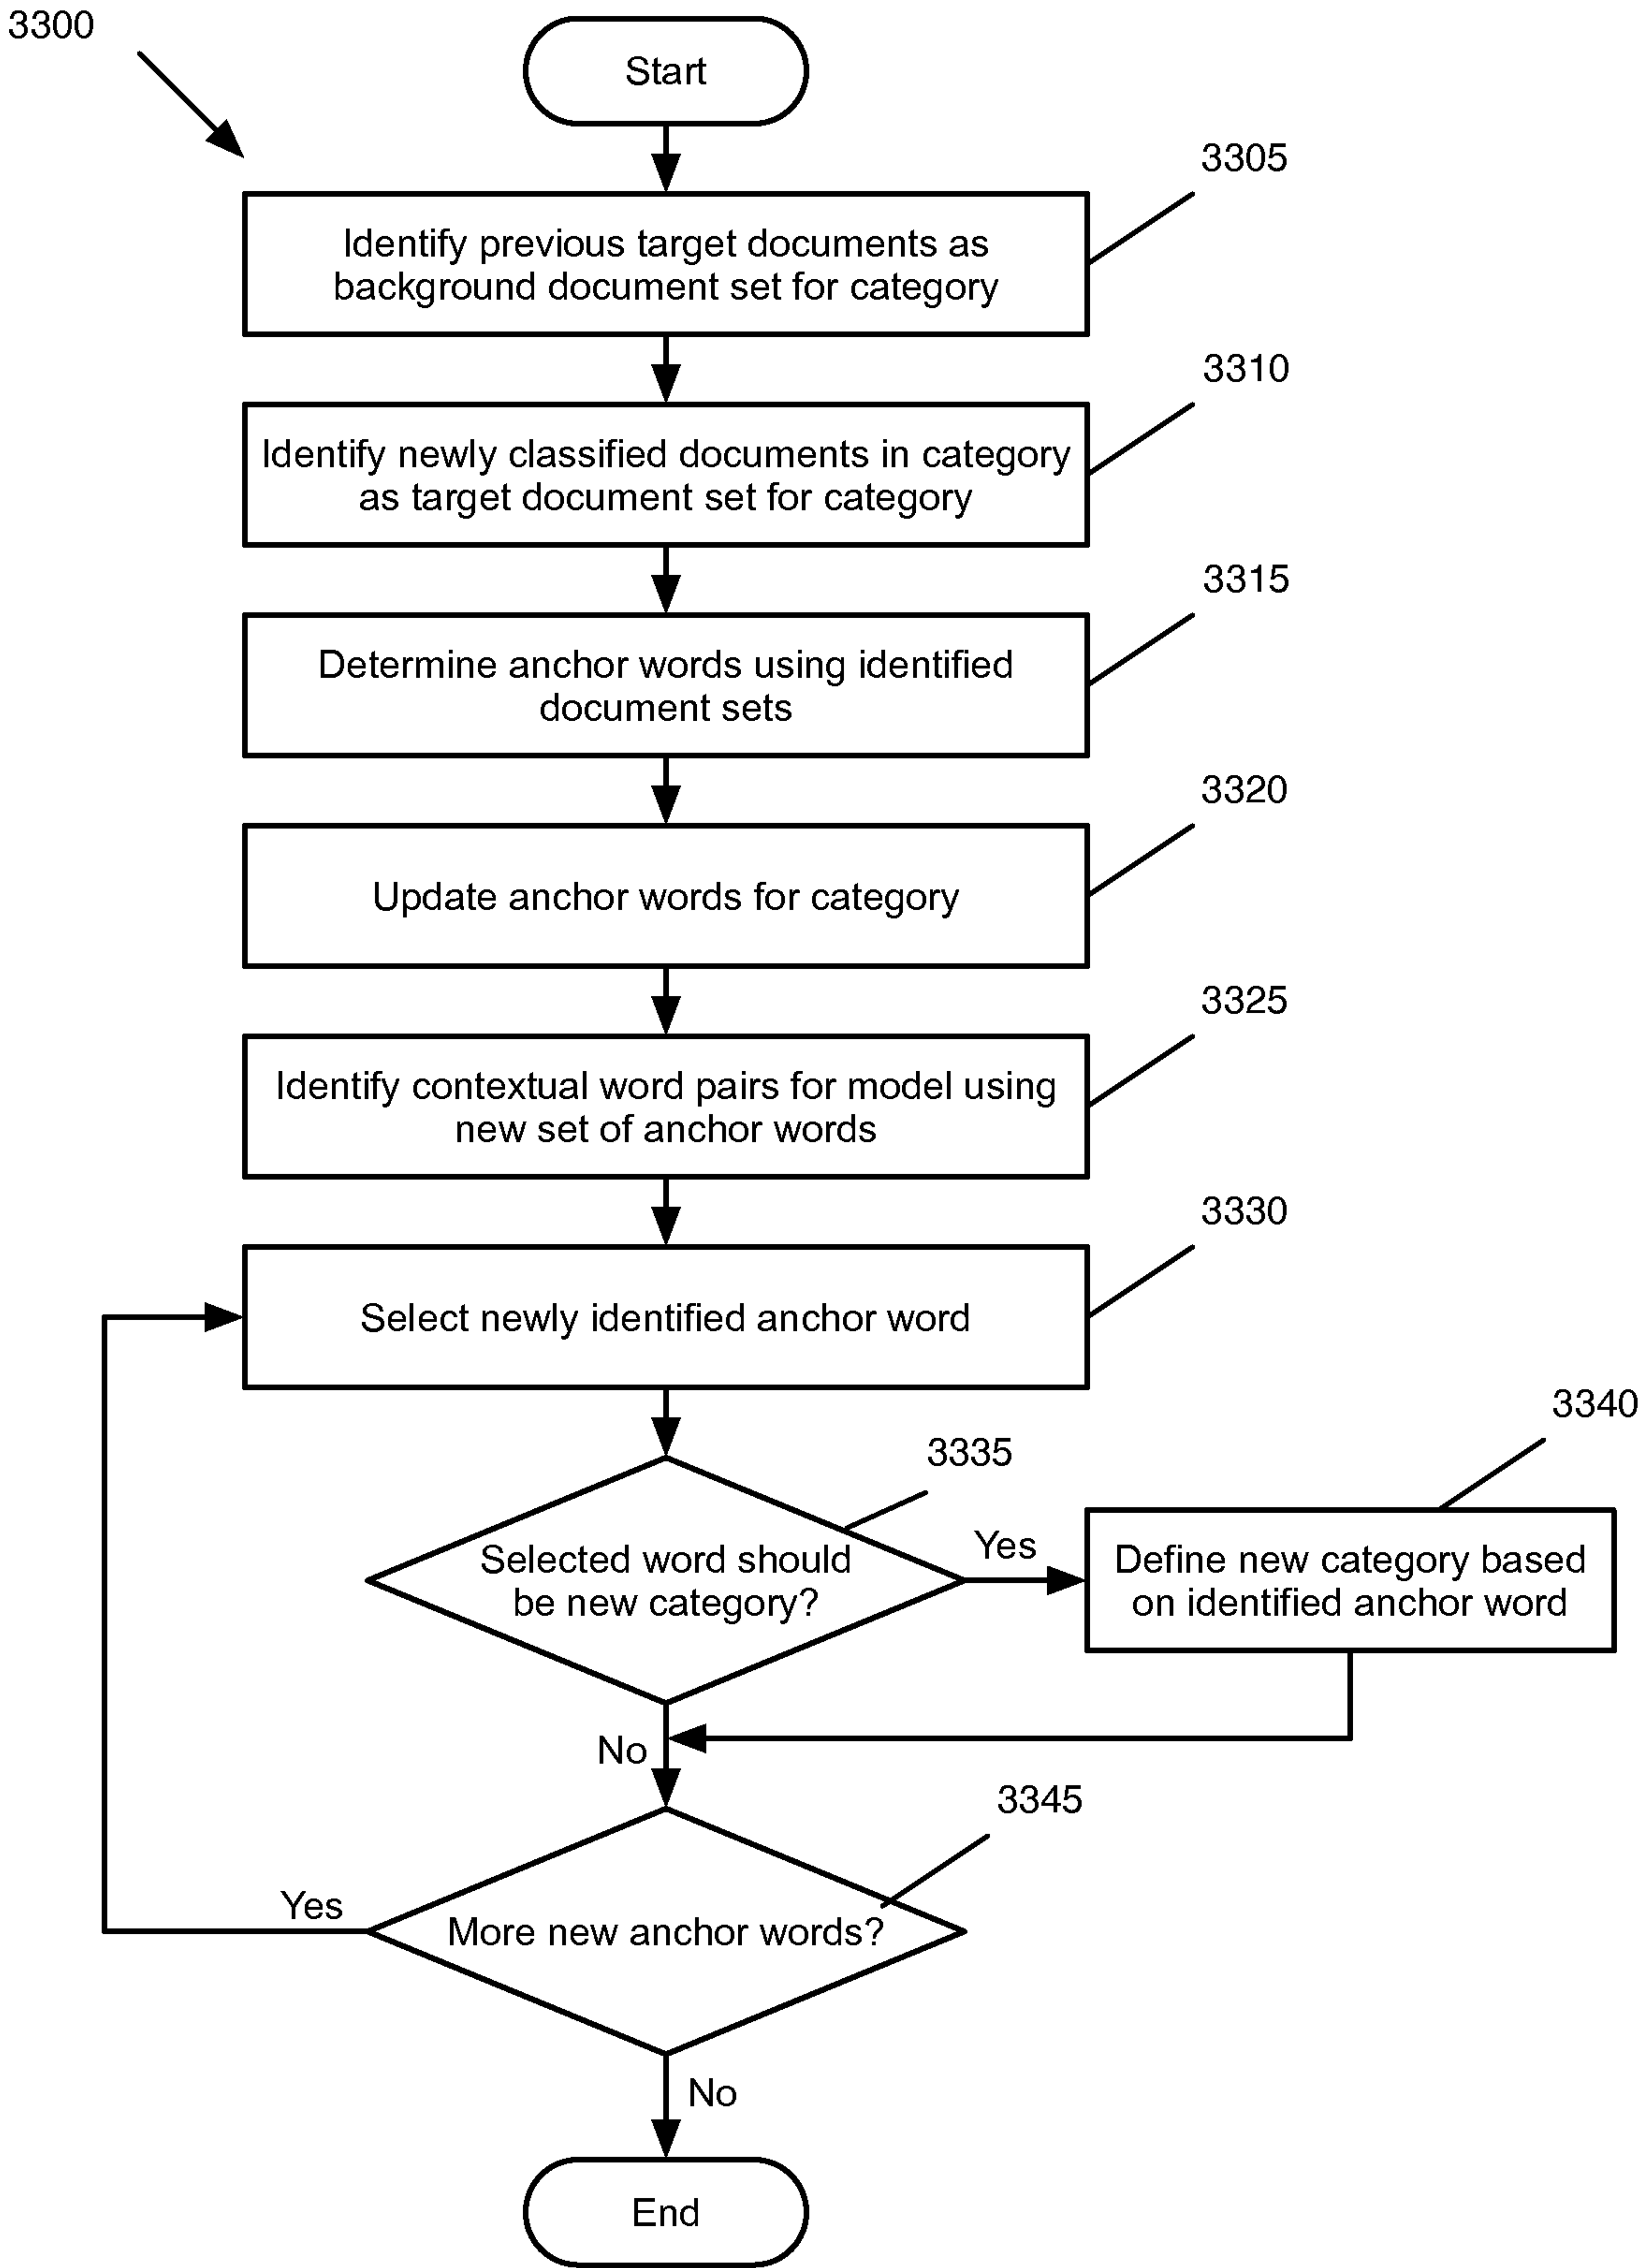 3300
Start
3305
Identify previous target documents as
background document set for category
3310
Identify newly classified documents in category
as target document set for category
3315
Determine anchor words using identified
document sets
3320
Update anchor words for category
3325
Identify contextual word pairs for model using
new set of anchor words
3330
Select newly identified anchor word
3335
3340
Selected word should
be new category?
Yes
Define new category based
on identified anchor word
No
3345
Yes
More new anchor words?
No
End